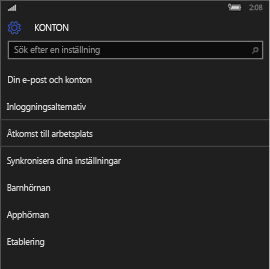 2:08
KONTON
Sök efter en inställning
Din e-post och konton
Inloggningsalternativ
Åtkomst till arbetsplats
Synkronisera dina inställningar
Barnhörnan
Apphörnan
Etablering